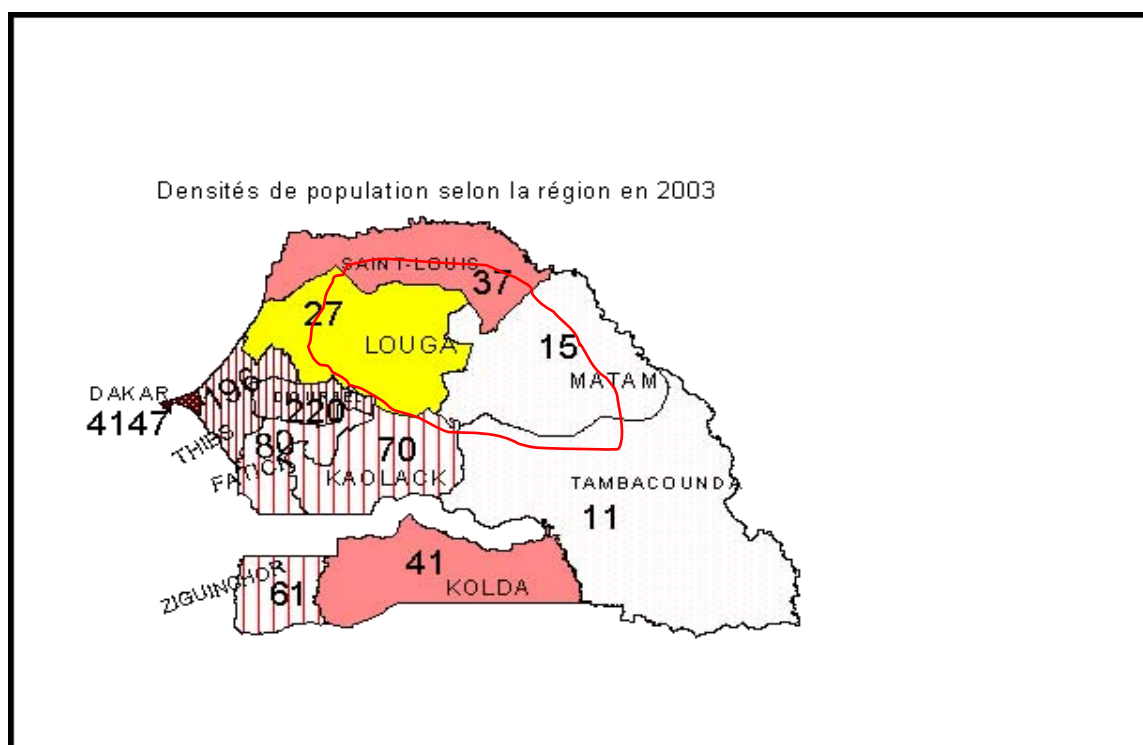 Densités de population selon la région en 2003
SAINT-LOUIS
37
27
LOUGA
15
MATAM
DAKAR
4147
196
220
THIES
80
FATICK
70
KAOLACK
TAMBACOUNDA
11
41
KOLDA
ZIGUINCHOR
61